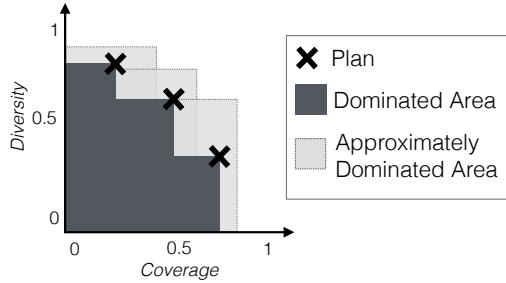 1
Diversity
0.5
0
0
0.5
1
Coverage
Plan
Dominated Area
Approximately
Dominated Area